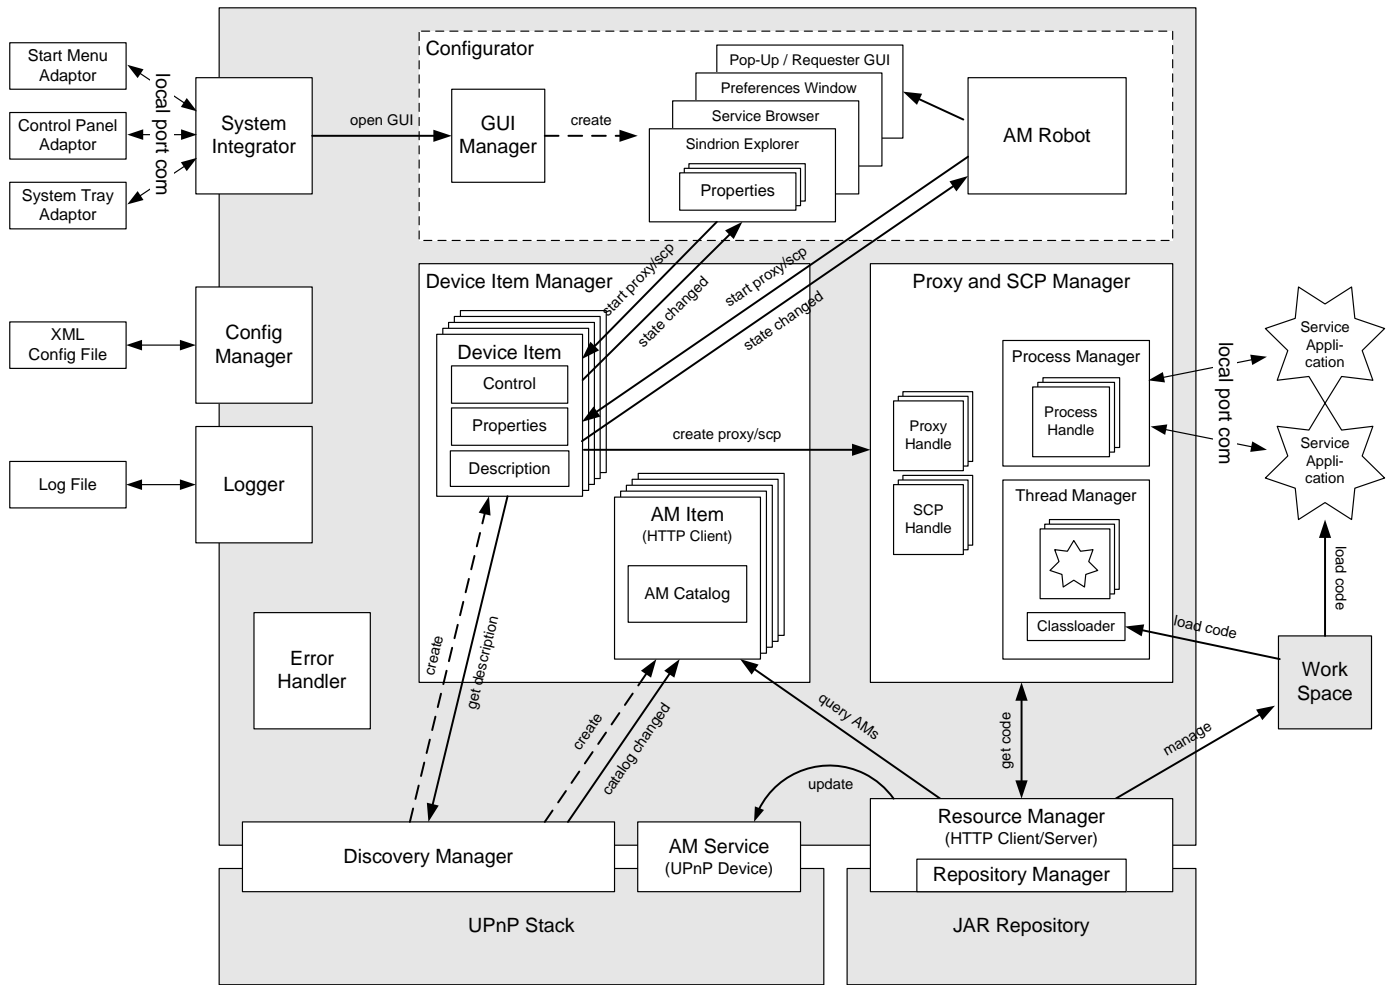 Configurator
Start Menu
Adaptor
Control Panel
Adaptor
System Tray
Adaptor
local port com
System
Integrator
open GUI
GUI
Manager
create
Pop-Up / Requester GUI
Preferences Window
Service Browser
Sindrion Explorer
Properties
AM Robot
start proxy/scp
state changed
start proxy/scp
state changed
XML
Config File
Config
Manager
Log File
Logger
Error
Handler
Device Item Manager
Device Item
Control
Properties
Description
create proxy/scp
AM Item
(HTTP Client)
AM Catalog
Proxy and SCP Manager
Proxy
Handle
SCP
Handle
Process Manager
Process
Handle
Thread Manager
Classloader
local port com
Service
Appli-
cation
Service
Appli-
cation
load code
load code
Work
Space
create
get description
create
catalog changed
query AMs
get code
manage
update
Discovery Manager
AM Service
(UPnP Device)
Resource Manager
(HTTP Client/Server)
Repository Manager
UPnP Stack
JAR Repository